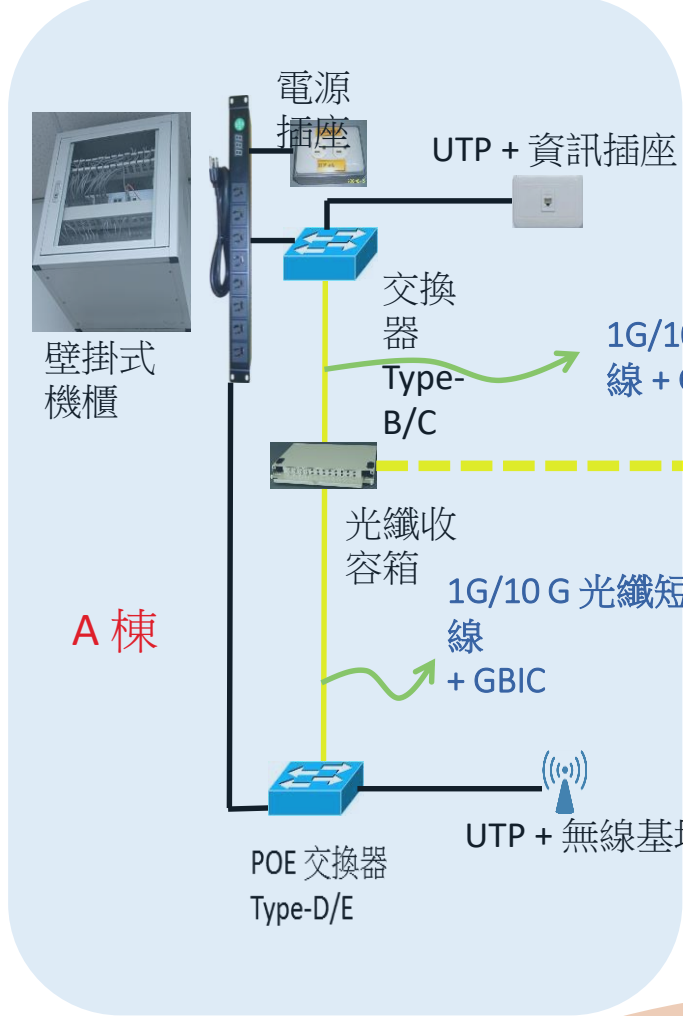 電源
插座
UTP + 資訊插座
交換
器
Type-
B/C
1G/10
線 +
壁掛式
機櫃
光纖收
容箱
1G/10 G 光纖短
線
+ GBIC
A 棟
UTP + 無線基
POE 交換器
Type-D/E